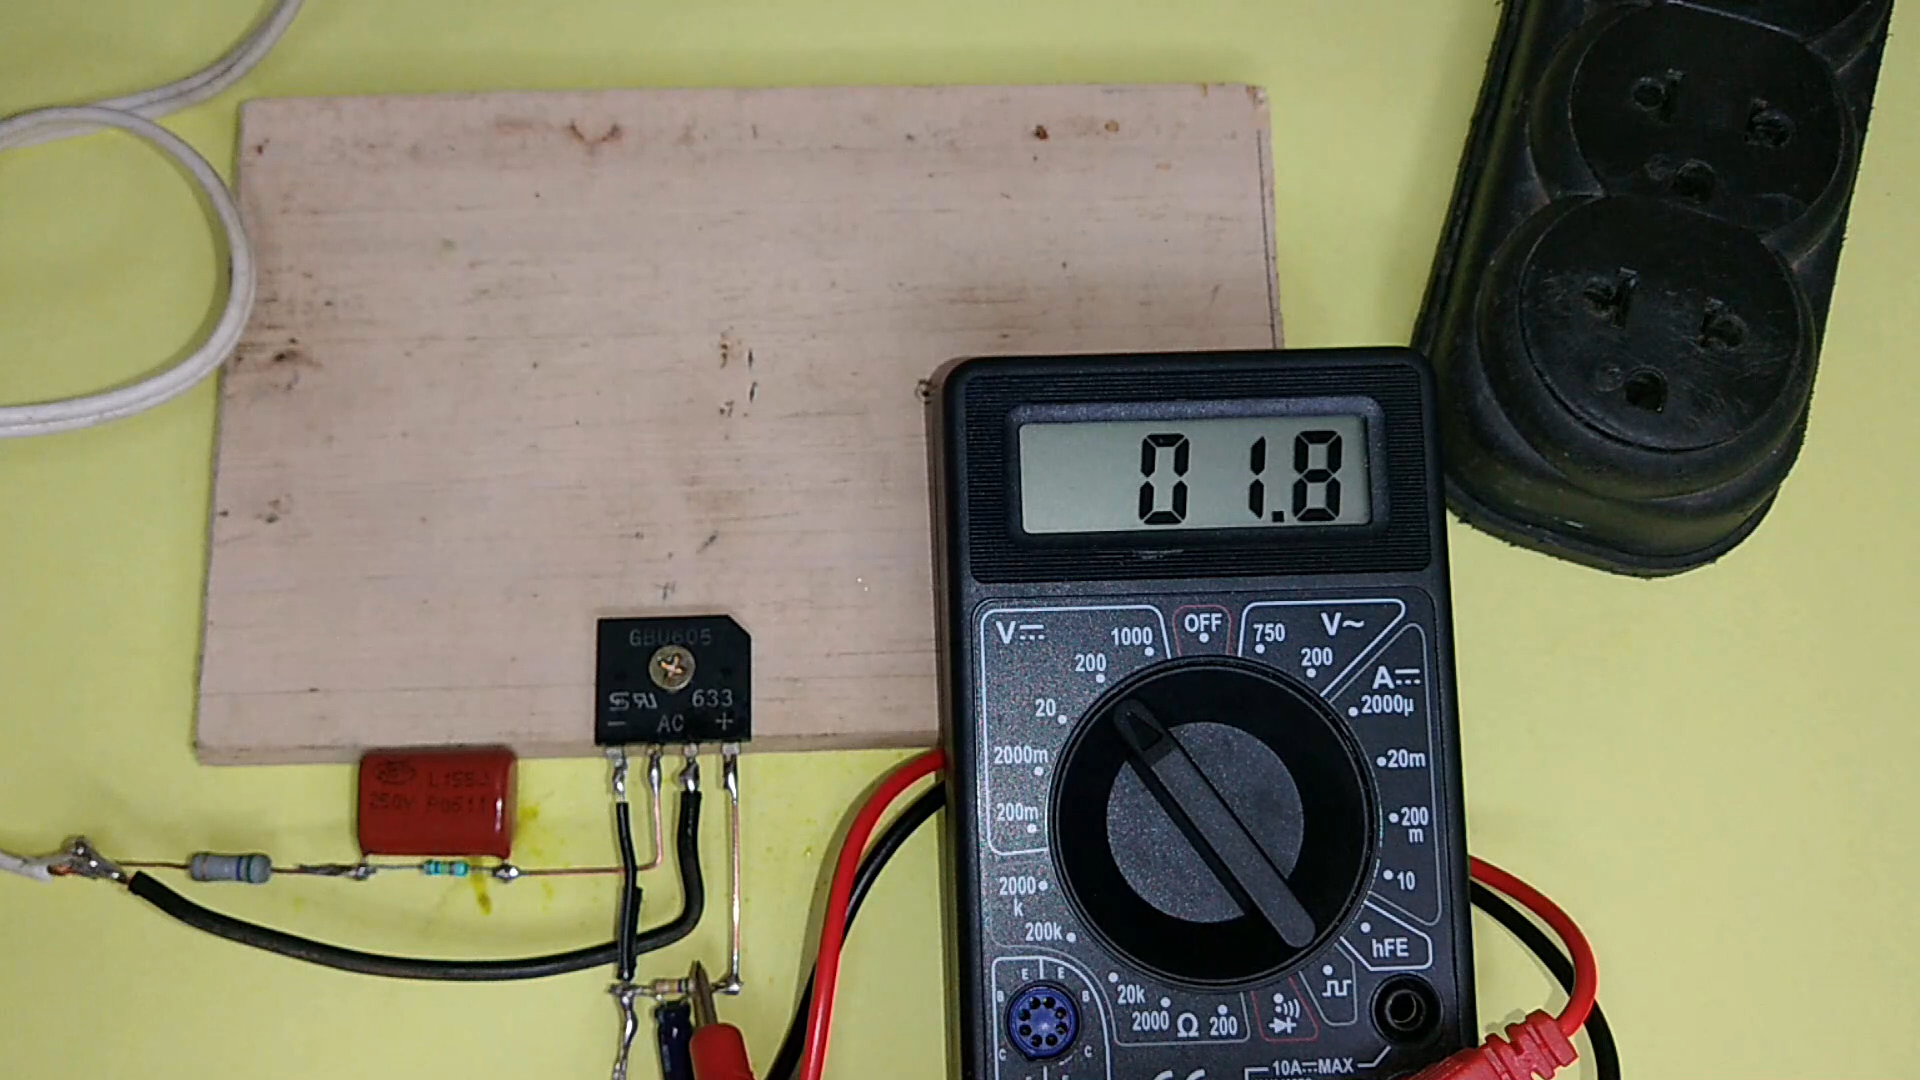 01.8
OFF
V⎓
1000
200
20
2000m
200m
750
V~
200
A⎓
2000µ
20m
200
m
10
2000
k
200k
20k
2000
Ω
200
hFE
E
E
B
B
C
C
10A⎓MAX
GBU605
633
− AC +
250V